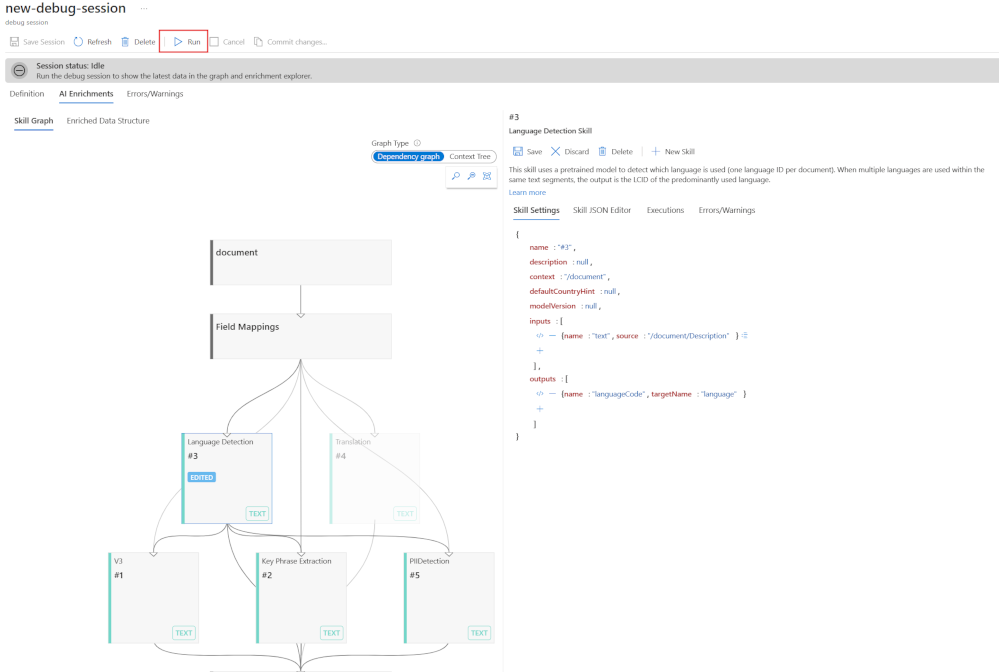 new-debug-session ...
debug session
Save Session Refresh Delete Run Cancel Commit changes...
Session status: Idle
Run the debug session to show the latest data in the graph and enrichment explorer.
Definition AI Enrichments Errors/Warnings
Skill Graph Enriched Data Structure
Graph Type
Dependency graph Context Tree
document
Field Mappings
Language Detection
#3
EDITED
TEXT
Translation
#4
TEXT
V3
#1
TEXT
Key Phrase Extraction
#2
TEXT
PIIDetection
#5
TEXT
#3
Language Detection Skill
Save Discard Delete New Skill
This skill uses a pretrained model to detect which language is used (one language ID per document). When multiple languages are used within the
same text segments, the output is the LCID of the predominantly used language.
Learn more
Skill Settings Skill JSON Editor Executions Errors/Warnings
{
name : "#3" ,
description : null ,
context : "/document" ,
defaultCountryHint : null ,
modelVersion : null ,
inputs : [
</> — {name : "text" , source : "/document/Description" }
+
] ,
outputs : [
</> — {name : "languageCode" , targetName : "language" }
+
]
}